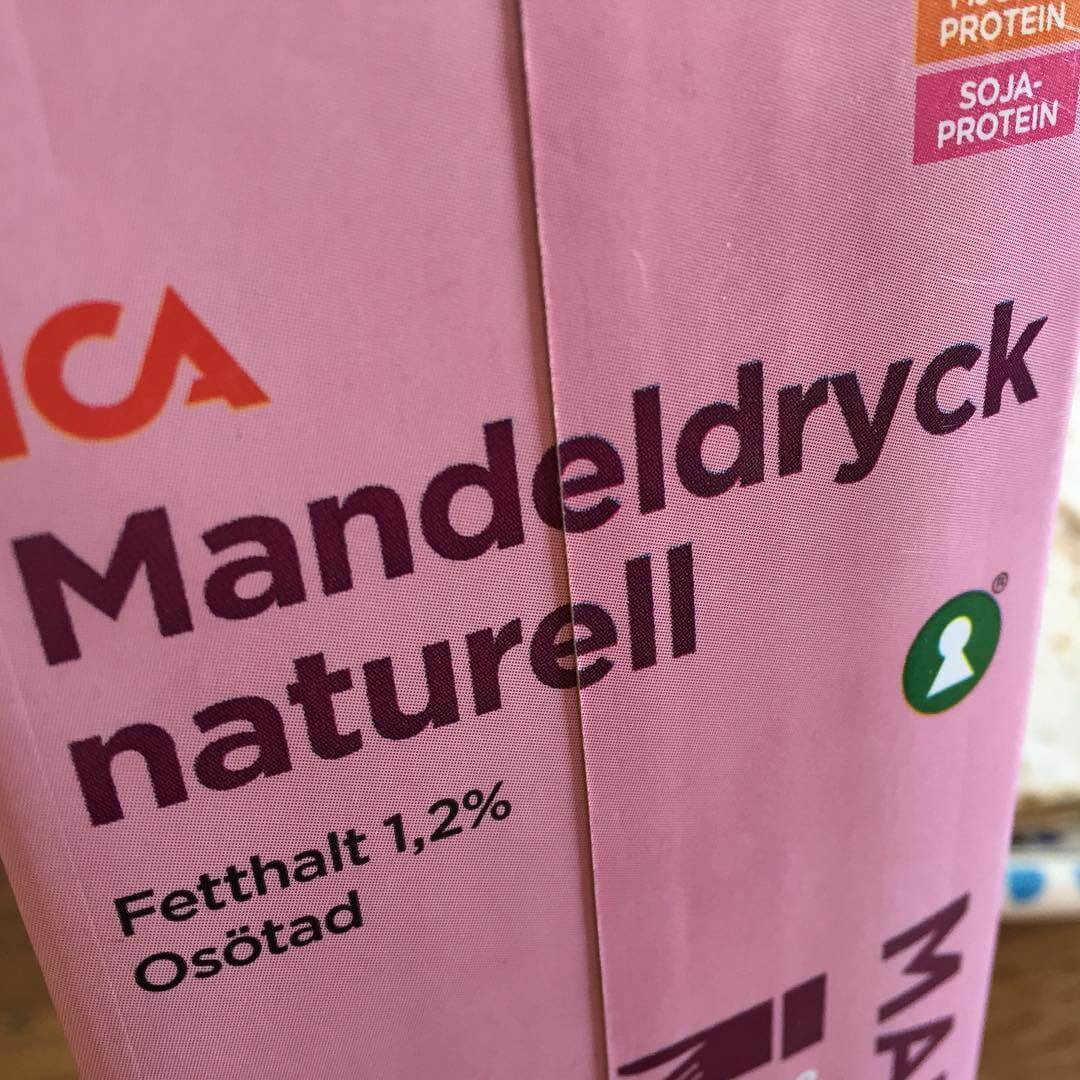 PROTEIN
SOJA-
PROTEIN
ICA
Mandeldryck
naturell
®
Fetthalt 1,2%
Osötad